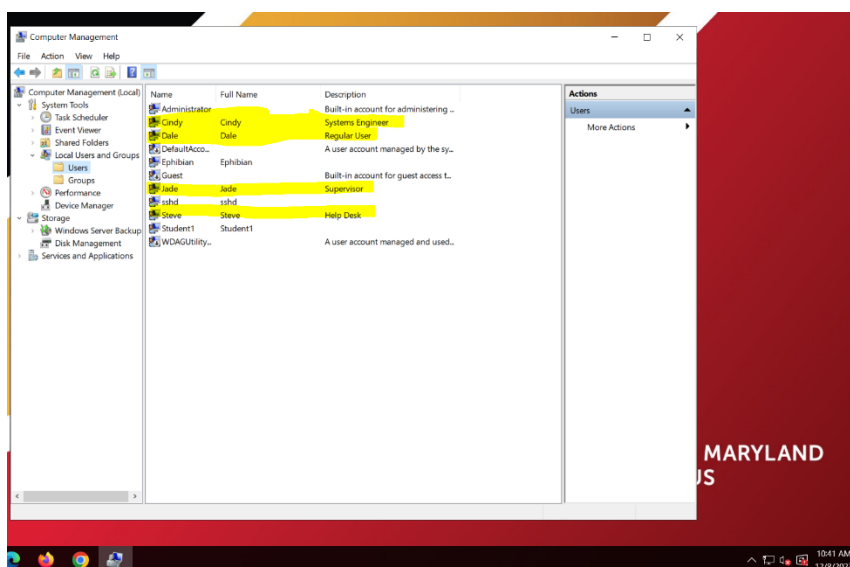 Computer Management
File Action View Help
Computer Management (Local)
System Tools
Task Scheduler
Event Viewer
Shared Folders
Local Users and Groups
Users
Groups
Performance
Device Manager
Storage
Windows Server Backup
Disk Management
Services and Applications
Name Full Name Description
Administrator Built-in account for administering ...
Cindy Cindy Systems Engineer
Dale Dale Regular User
DefaultAcco... A user account managed by the sy...
Ephibian Ephibian
Guest Built-in account for guest access t...
Jade Jade Supervisor
sshd sshd
Steve Steve Help Desk
Student1 Student1
WDAGUtility... A user account managed and used...
Actions
Users
More Actions
MARYLAND
US
10:41 AM